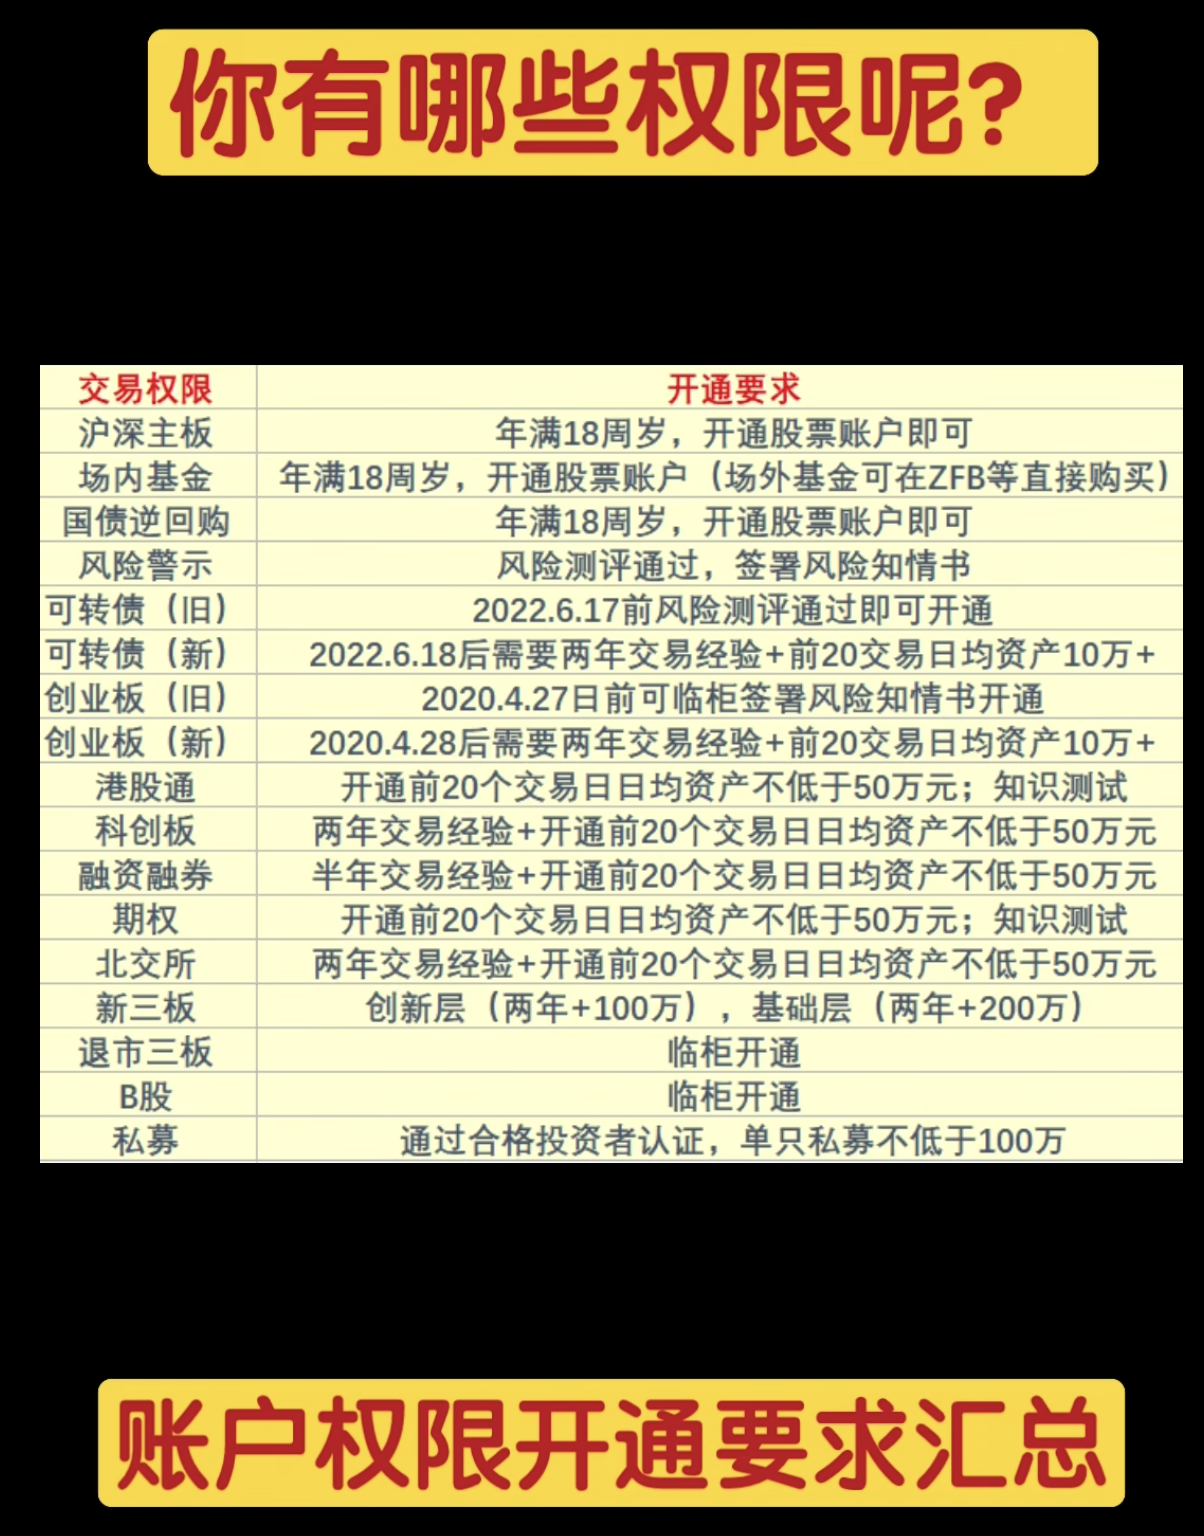 你有哪些权限呢?
交易权限 开通要求
沪深主板 年满18周岁，开通股票账户即可
场内基金 年满18周岁，开通股票账户（场外基金可在ZFB等直接购买）
国债逆回购 年满18周岁，开通股票账户即可
风险警示 风险测评通过，签署风险知情书
可转债（旧） 2022.6.17前风险测评通过即可开通
可转债（新） 2022.6.18后需要两年交易经验+前20交易日均资产10万+
创业板（旧） 2020.4.27日前可临柜签署风险知情书开通
创业板（新） 2020.4.28后需要两年交易经验+前20交易日均资产10万+
港股通 开通前20个交易日日均资产不低于50万元；知识测试
科创板 两年交易经验+开通前20个交易日日均资产不低于50万元
融资融券 半年交易经验+开通前20个交易日日均资产不低于50万元
期权 开通前20个交易日日均资产不低于50万元；知识测试
北交所 两年交易经验+开通前20个交易日日均资产不低于50万元
新三板 创新层（两年+100万），基础层（两年+200万）
退市三板 临柜开通
B股 临柜开通
私募 通过合格投资者认证，单只私募不低于100万
账户权限开通要求汇总